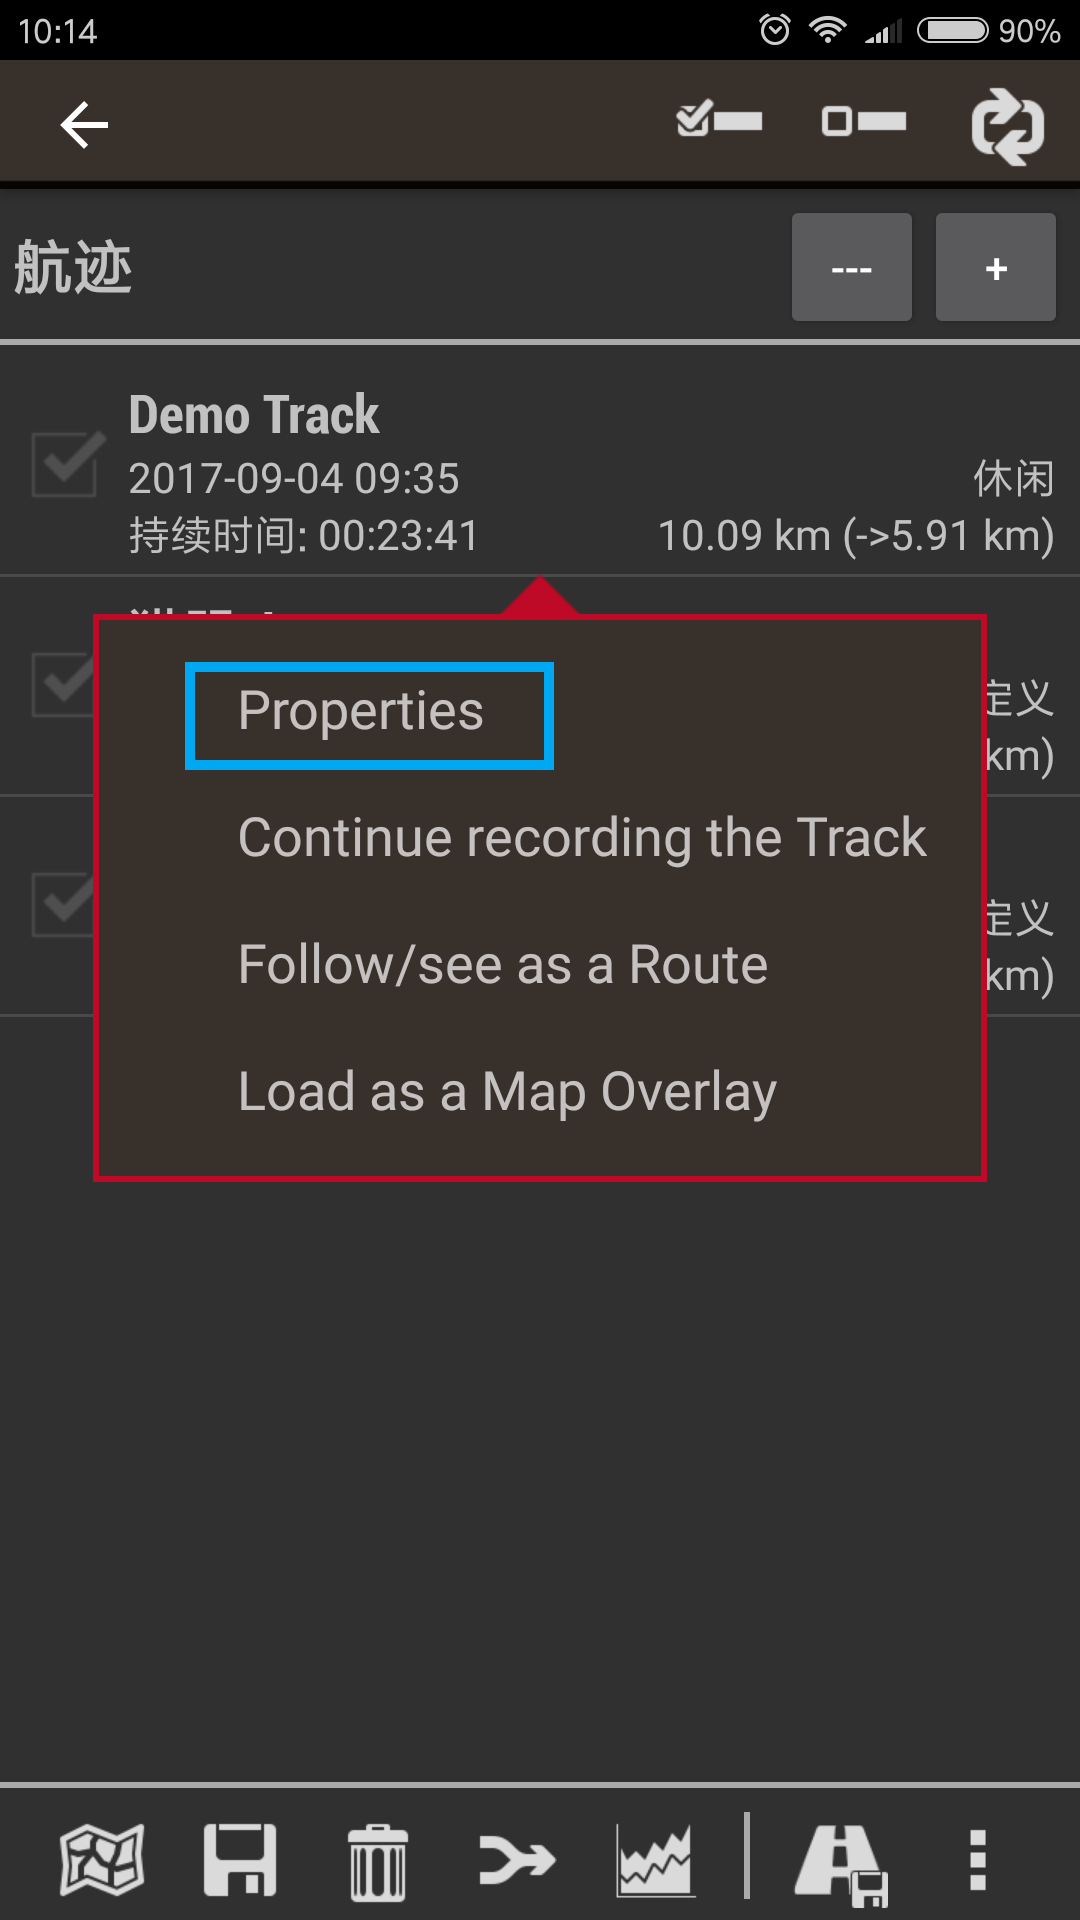 10:14
90%
航迹
---
+
Demo Track
2017-09-04 09:35
休闲
持续时间: 00:23:41
10.09 km (->5.91 km)
Properties
定义
km)
Continue recording the Track
定义
Follow/see as a Route
km)
Load as a Map Overlay